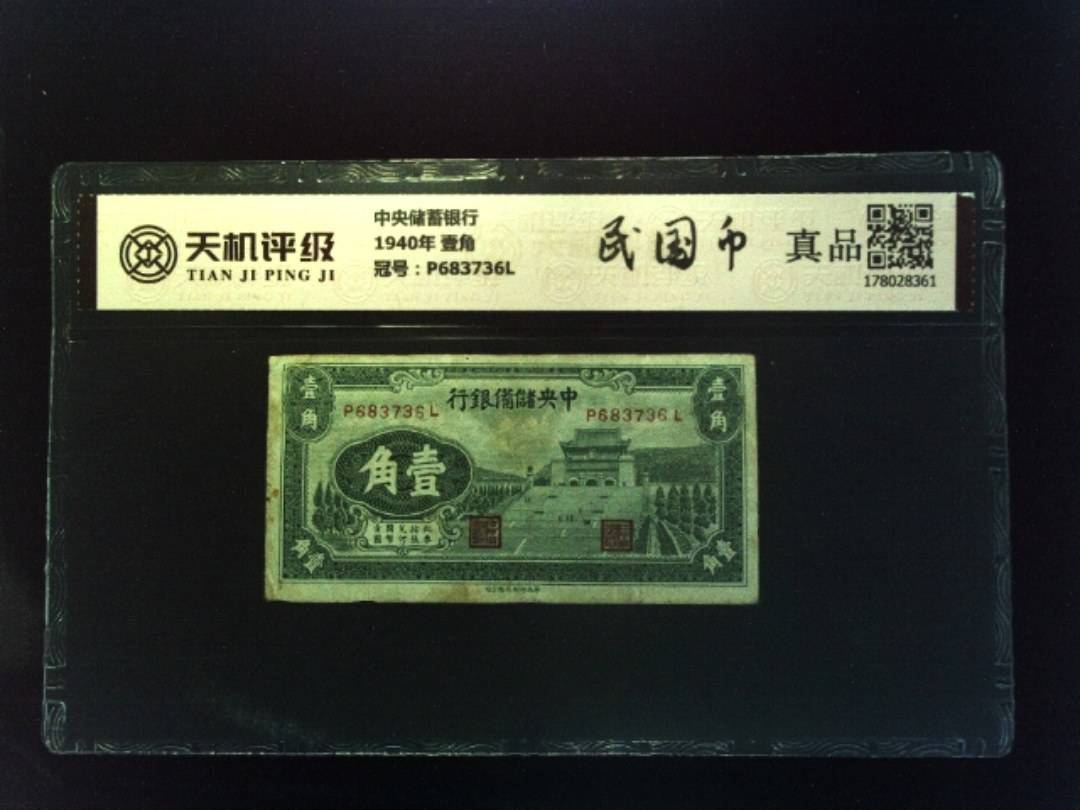 天机评级
TIAN JI PING JI
中央储蓄银行
1940年 壹角
冠号：P683736L
民国币
真品
178028361
壹角
壹角
行銀備儲央中
P683736L
P683736L
角壹